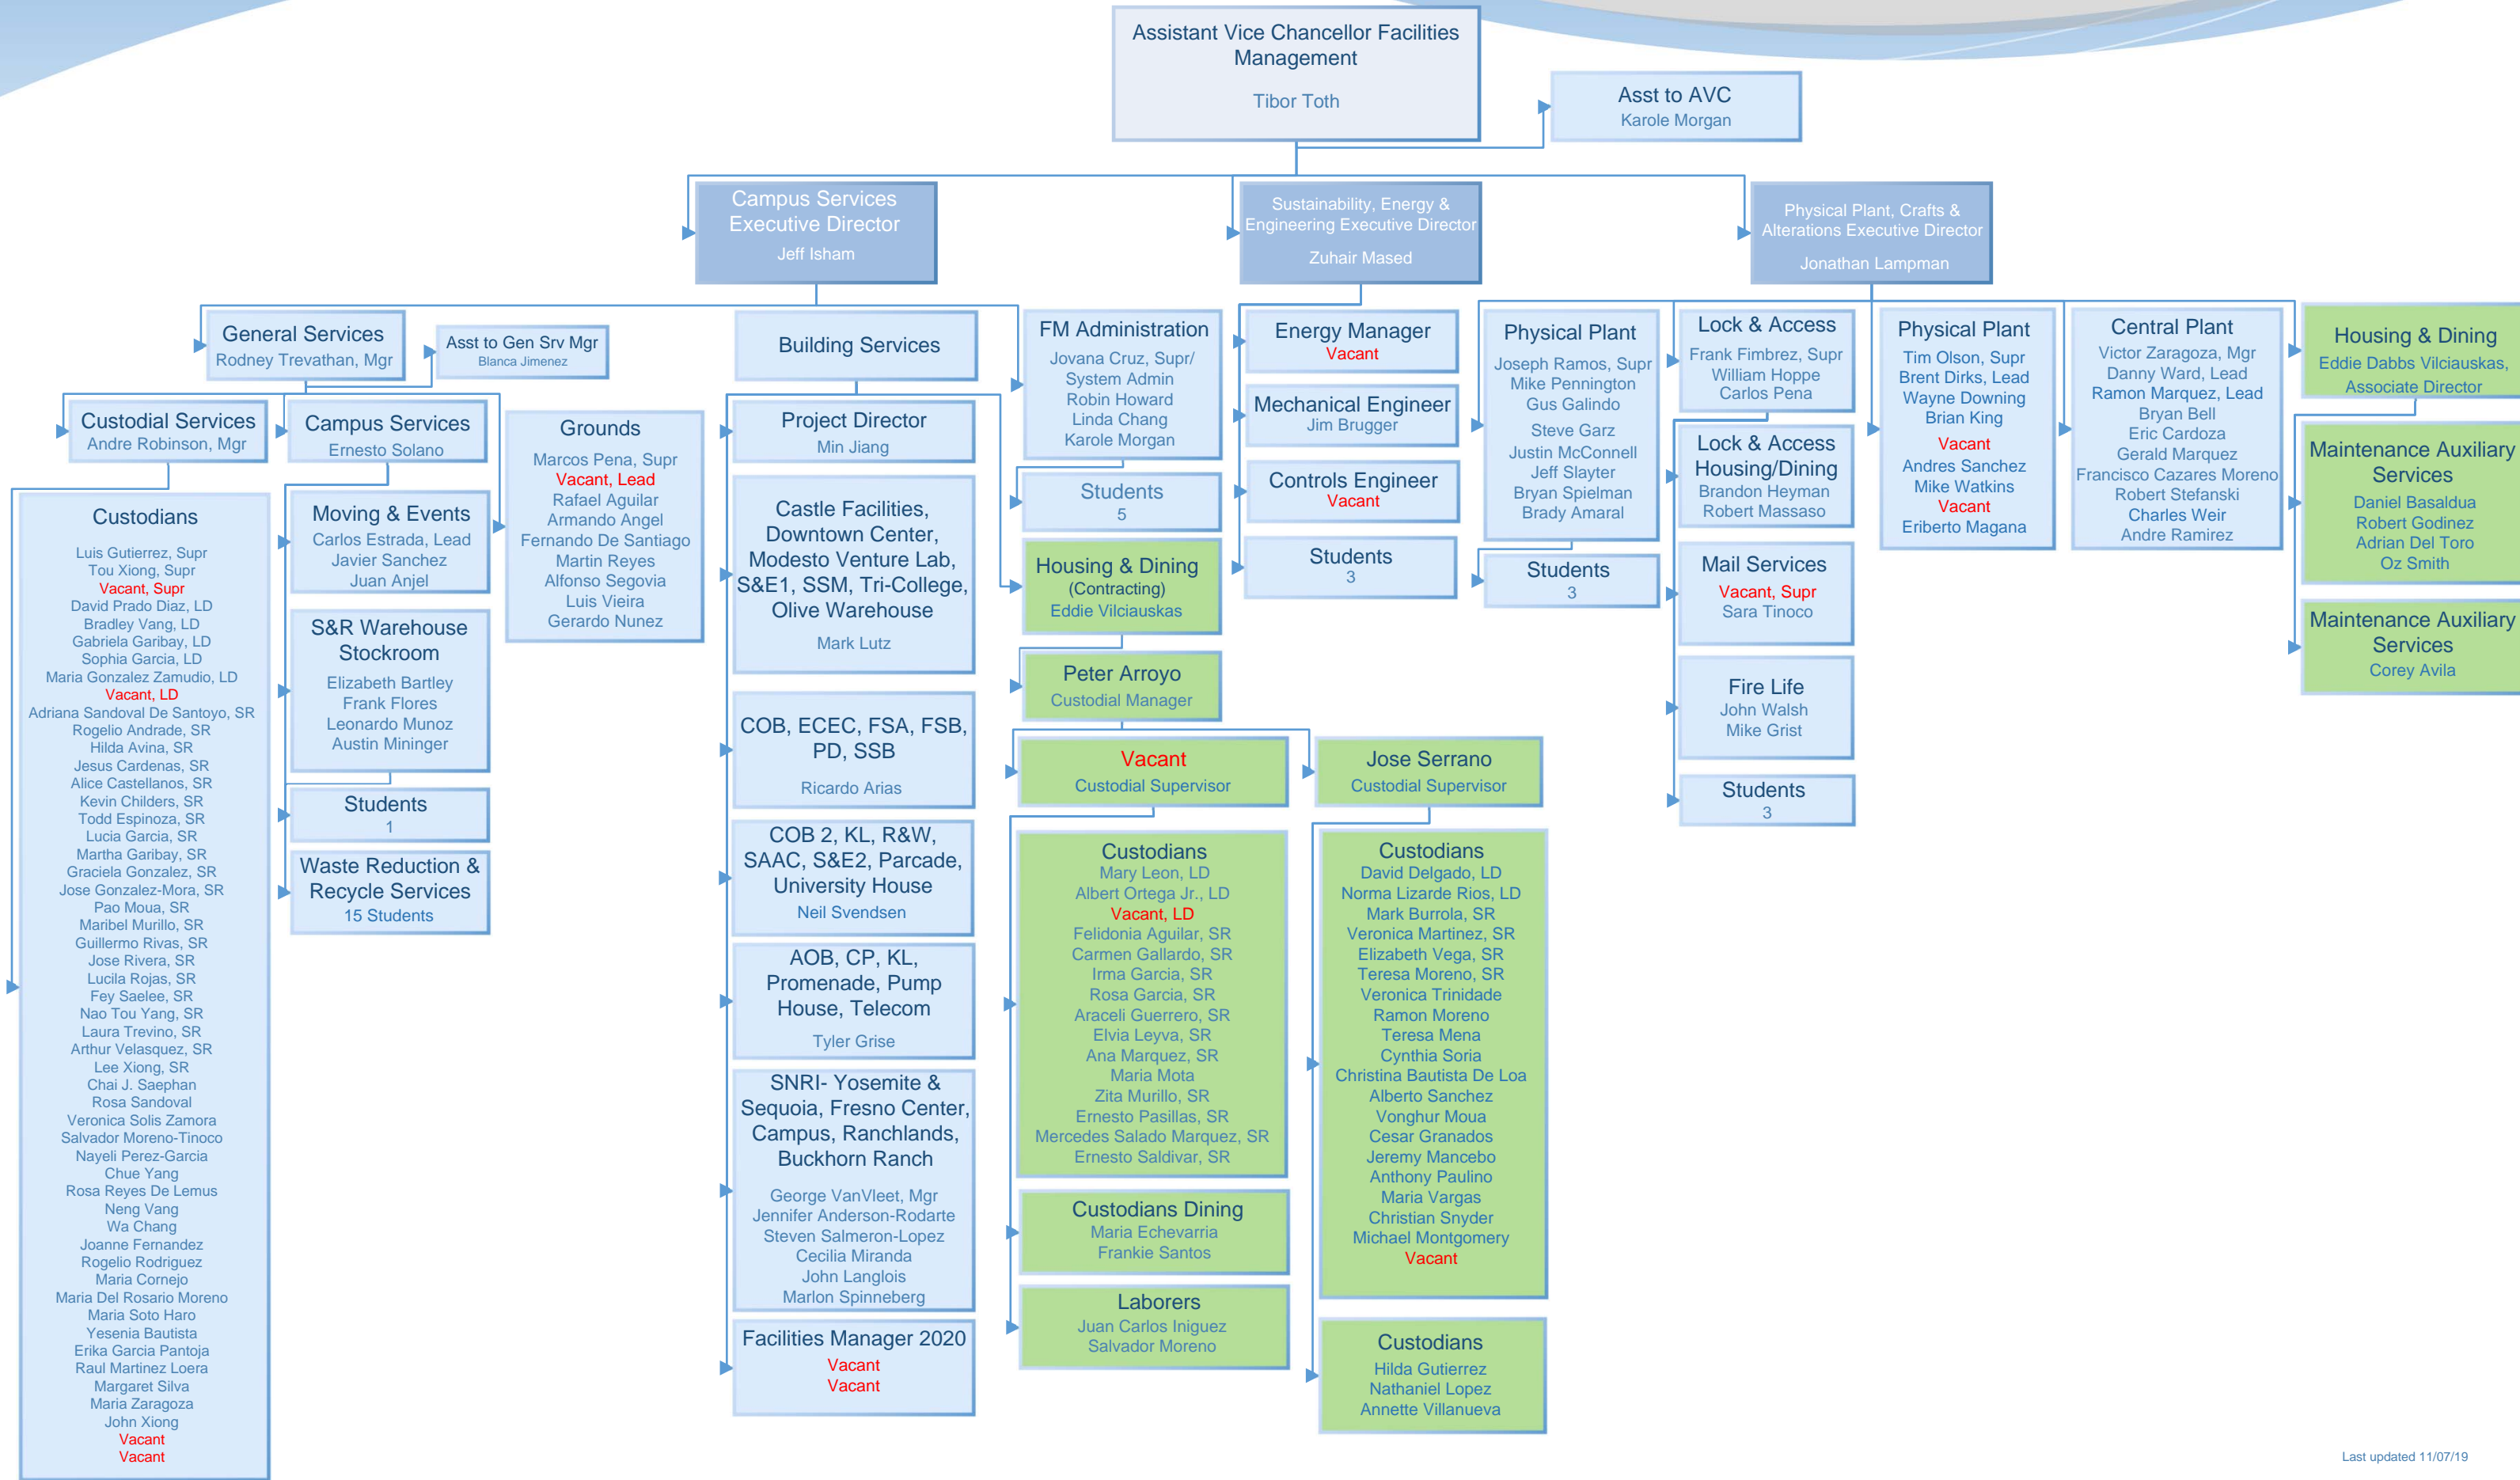 Assistant Vice Chancellor Facilities
Management
Tibor Toth
Asst to AVC
Karole Morgan
Campus Services
Executive Director
Jeff Isham
Sustainability, Energy &
Engineering Executive Director
Zuhair Mased
Physical Plant, Crafts &
Alterations Executive Director
Jonathan Lampman
General Services
Rodney Trevathan, Mgr
Asst to Gen Srv Mgr
Blanca Jimenez
Custodial Services
Andre Robinson, Mgr
Custodians
Luis Gutierrez, Supr
Tou Xiong, Supr
Vacant, Supr
David Prado Diaz, LD
Bradley Vang, LD
Gabriela Garibay, LD
Sophia Garcia, LD
Maria Gonzalez Zamudio, LD
Vacant, LD
Adriana Sandoval De Santoyo, SR
Rogelio Andrade, SR
Hilda Avina, SR
Jesus Cardenas, SR
Alice Castellanos, SR
Kevin Childers, SR
Todd Espinoza, SR
Lucia Garcia, SR
Martha Garibay, SR
Graciela Gonzalez, SR
Jose Gonzalez-Mora, SR
Pao Moua, SR
Maribel Murillo, SR
Guillermo Rivas, SR
Jose Rivera, SR
Lucila Rojas, SR
Fey Saelee, SR
Nao Tou Yang, SR
Laura Trevino, SR
Arthur Velasquez, SR
Lee Xiong, SR
Chai J. Saephan
Rosa Sandoval
Veronica Solis Zamora
Salvador Moreno-Tinoco
Nayeli Perez-Garcia
Chue Yang
Rosa Reyes De Lemus
Neng Vang
Wa Chang
Joanne Fernandez
Rogelio Rodriguez
Maria Cornejo
Maria Del Rosario Moreno
Maria Soto Haro
Yesenia Bautista
Erika Garcia Pantoja
Raul Martinez Loera
Margaret Silva
Maria Zaragoza
John Xiong
Vacant
Vacant
Campus Services
Ernesto Solano
Moving & Events
Carlos Estrada, Lead
Javier Sanchez
Juan Anjel
S&R Warehouse
Stockroom
Elizabeth Bartley
Frank Flores
Leonardo Munoz
Austin Mininger
Students
1
Waste Reduction &
Recycle Services
15 Students
Grounds
Marcos Pena, Supr
Vacant, Lead
Rafael Aguilar
Armando Angel
Fernando De Santiago
Martin Reyes
Alfonso Segovia
Luis Vieira
Gerardo Nunez
Building Services
Project Director
Min Jiang
Castle Facilities,
Downtown Center,
Modesto Venture Lab,
S&E1, SSM, Tri-College,
Olive Warehouse
Mark Lutz
COB, ECEC, FSA, FSB,
PD, SSB
Ricardo Arias
COB 2, KL, R&W,
SAAC, S&E2, Parcade,
University House
Neil Svendsen
AOB, CP, KL,
Promenade, Pump
House, Telecom
Tyler Grise
SNRI- Yosemite &
Sequoia, Fresno Center,
Campus, Ranchlands,
Buckhorn Ranch
George VanVleet, Mgr
Jennifer Anderson-Rodarte
Steven Salmeron-Lopez
Cecilia Miranda
John Langlois
Marlon Spinneberg
Facilities Manager 2020
Vacant
Vacant
FM Administration
Jovana Cruz, Supr/
System Admin
Robin Howard
Linda Chang
Karole Morgan
Students
5
Housing & Dining
(Contracting)
Eddie Vilciauskas
Peter Arroyo
Custodial Manager
Vacant
Custodial Supervisor
Custodians
Mary Leon, LD
Albert Ortega Jr., LD
Vacant, LD
Felidonia Aguilar, SR
Carmen Gallardo, SR
Irma Garcia, SR
Rosa Garcia, SR
Araceli Guerrero, SR
Elvia Leyva, SR
Ana Marquez, SR
Maria Mota
Zita Murillo, SR
Ernesto Pasillas, SR
Mercedes Salado Marquez, SR
Ernesto Saldivar, SR
Custodians Dining
Maria Echevarria
Frankie Santos
Laborers
Juan Carlos Iniguez
Salvador Moreno
Jose Serrano
Custodial Supervisor
Custodians
David Delgado, LD
Norma Lizarde Rios, LD
Mark Burrola, SR
Veronica Martinez, SR
Elizabeth Vega, SR
Teresa Moreno, SR
Veronica Trinidade
Ramon Moreno
Teresa Mena
Cynthia Soria
Christina Bautista De Loa
Alberto Sanchez
Vonghur Moua
Cesar Granados
Jeremy Mancebo
Anthony Paulino
Maria Vargas
Christian Snyder
Michael Montgomery
Vacant
Custodians
Hilda Gutierrez
Nathaniel Lopez
Annette Villanueva
Energy Manager
Vacant
Mechanical Engineer
Jim Brugger
Controls Engineer
Vacant
Students
3
Physical Plant
Joseph Ramos, Supr
Mike Pennington
Gus Galindo
Steve Garz
Justin McConnell
Jeff Slayter
Bryan Spielman
Brady Amaral
Students
3
Lock & Access
Frank Fimbrez, Supr
William Hoppe
Carlos Pena
Lock & Access
Housing/Dining
Brandon Heyman
Robert Massaso
Mail Services
Vacant, Supr
Sara Tinoco
Fire Life
John Walsh
Mike Grist
Students
3
Physical Plant
Tim Olson, Supr
Brent Dirks, Lead
Wayne Downing
Brian King
Vacant
Andres Sanchez
Mike Watkins
Vacant
Eriberto Magana
Central Plant
Victor Zaragoza, Mgr
Danny Ward, Lead
Ramon Marquez, Lead
Bryan Bell
Eric Cardoza
Gerald Marquez
Francisco Cazares Moreno
Robert Stefanski
Charles Weir
Andre Ramirez
Housing & Dining
Eddie Dabbs Vilciauskas,
Associate Director
Maintenance Auxiliary
Services
Daniel Basaldua
Robert Godinez
Adrian Del Toro
Oz Smith
Maintenance Auxiliary
Services
Corey Avila
Last updated 11/07/19